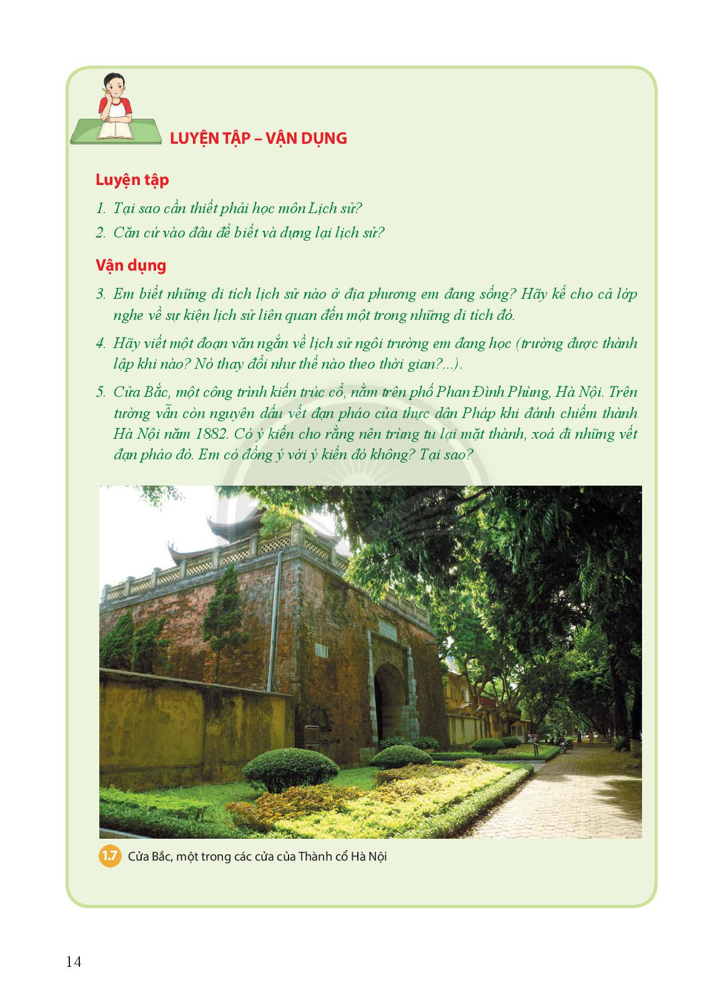 LUYỆN TẬP – VẬN DỤNG
Luyện tập
1. Tại sao cần thiết phải học môn Lịch sử?
2. Căn cứ vào đâu để biết và dựng lại lịch sử?
Vận dụng
3. Em biết những di tích lịch sử nào ở địa phương em đang sống? Hãy kể cho cả lớp
nghe về sự kiện lịch sử liên quan đến một trong những di tích đó.
4. Hãy viết một đoạn văn ngắn về lịch sử ngôi trường em đang học (trường được thành
lập khi nào? Nó thay đổi như thế nào theo thời gian?...).
5. Cửa Bắc, một công trình kiến trúc cổ, nằm trên phố Phan Đình Phùng, Hà Nội. Trên
tường vẫn còn nguyên dấu vết đạn pháo của thực dân Pháp khi đánh chiếm thành
Hà Nội năm 1882. Có ý kiến cho rằng nên trùng tu lại mặt thành, xoá đi những vết
đạn pháo đó. Em có đồng ý với ý kiến đó không? Tại sao?
1.7 Cửa Bắc, một trong các cửa của Thành cổ Hà Nội
14